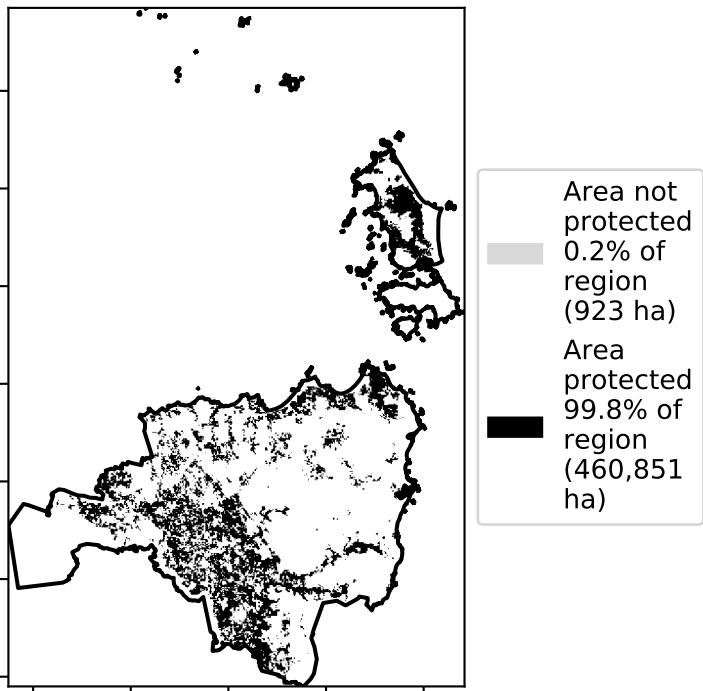 Area not
protected
0.2% of
region
(923 ha)
Area
protected
99.8% of
region
(460,851
ha)